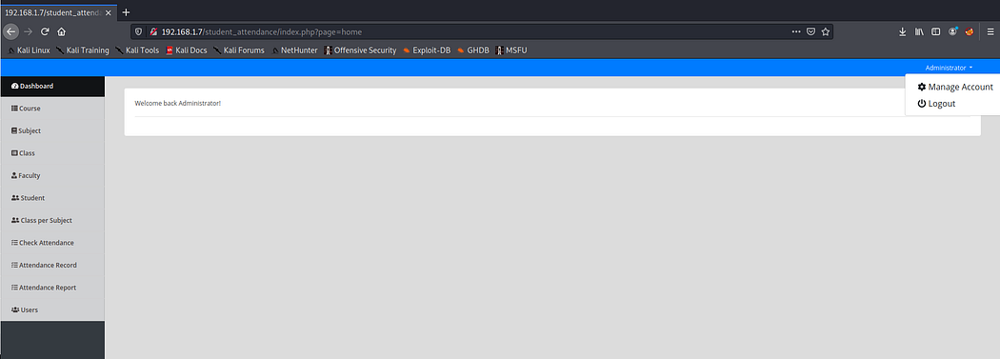 192.168.1.7/student_attend
192.168.1.7/student_attendance/index.php?page=home
Kali Linux Kali Training Kali Tools Kali Docs Kali Forums NetHunter Offensive Security Exploit-DB GHDB MSFU
Administrator
Manage Account
Logout
Dashboard
Course
Subject
Class
Faculty
Student
Class per Subject
Check Attendance
Attendance Record
Attendance Report
Users
Welcome back Administrator!